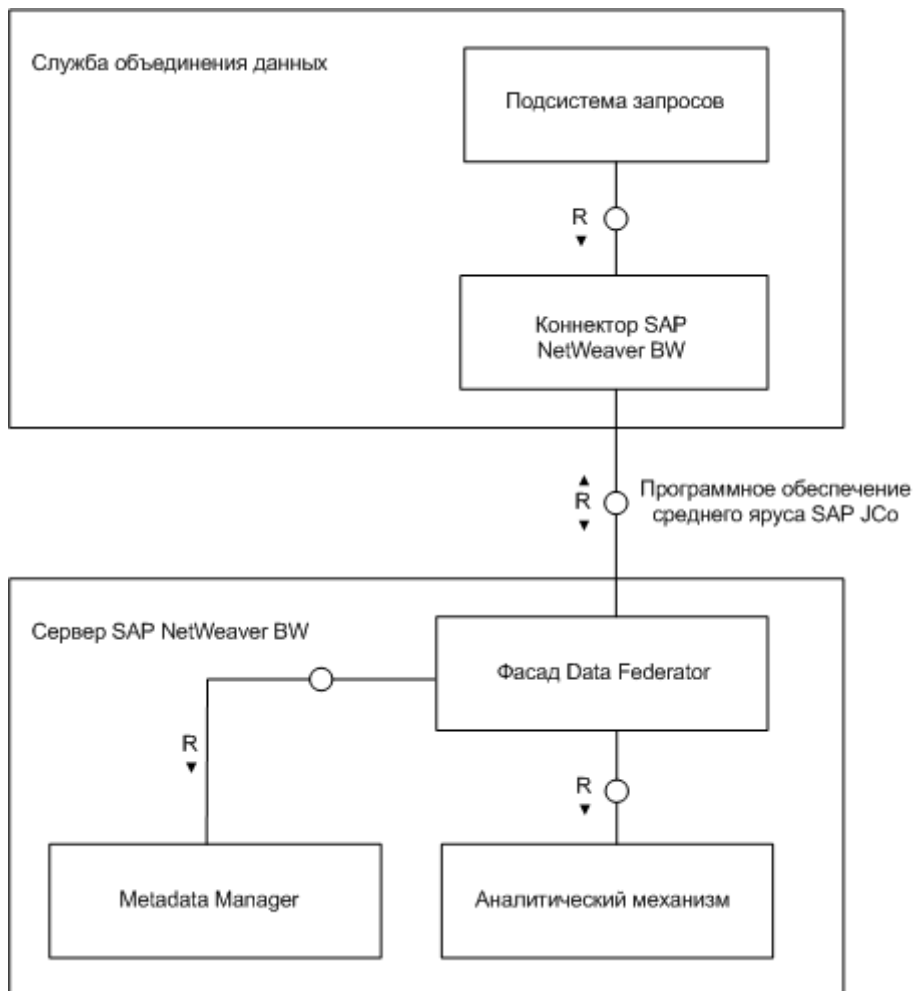 Служба объединения данных
Подсистема запросов
R
Коннектор SAP
NetWeaver BW
R
Программное обеспечение
среднего яруса SAP JCo
Сервер SAP NetWeaver BW
Фасад Data Federator
R
R
Metadata Manager
Аналитический механизм